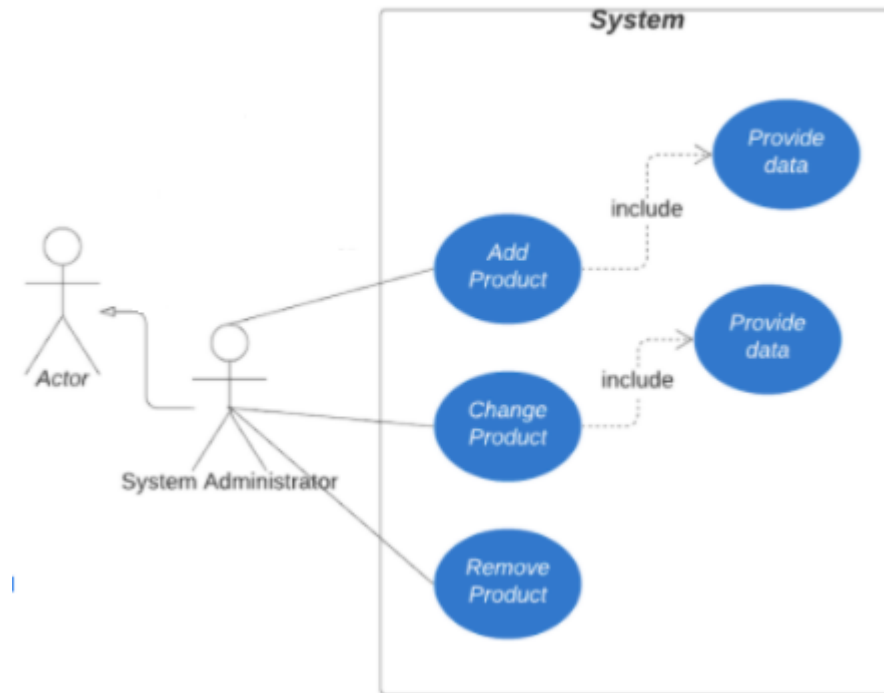 System
Provide
data
include
Add
Product
Provide
data
Actor
include
Change
Product
System Administrator
Remove
Product